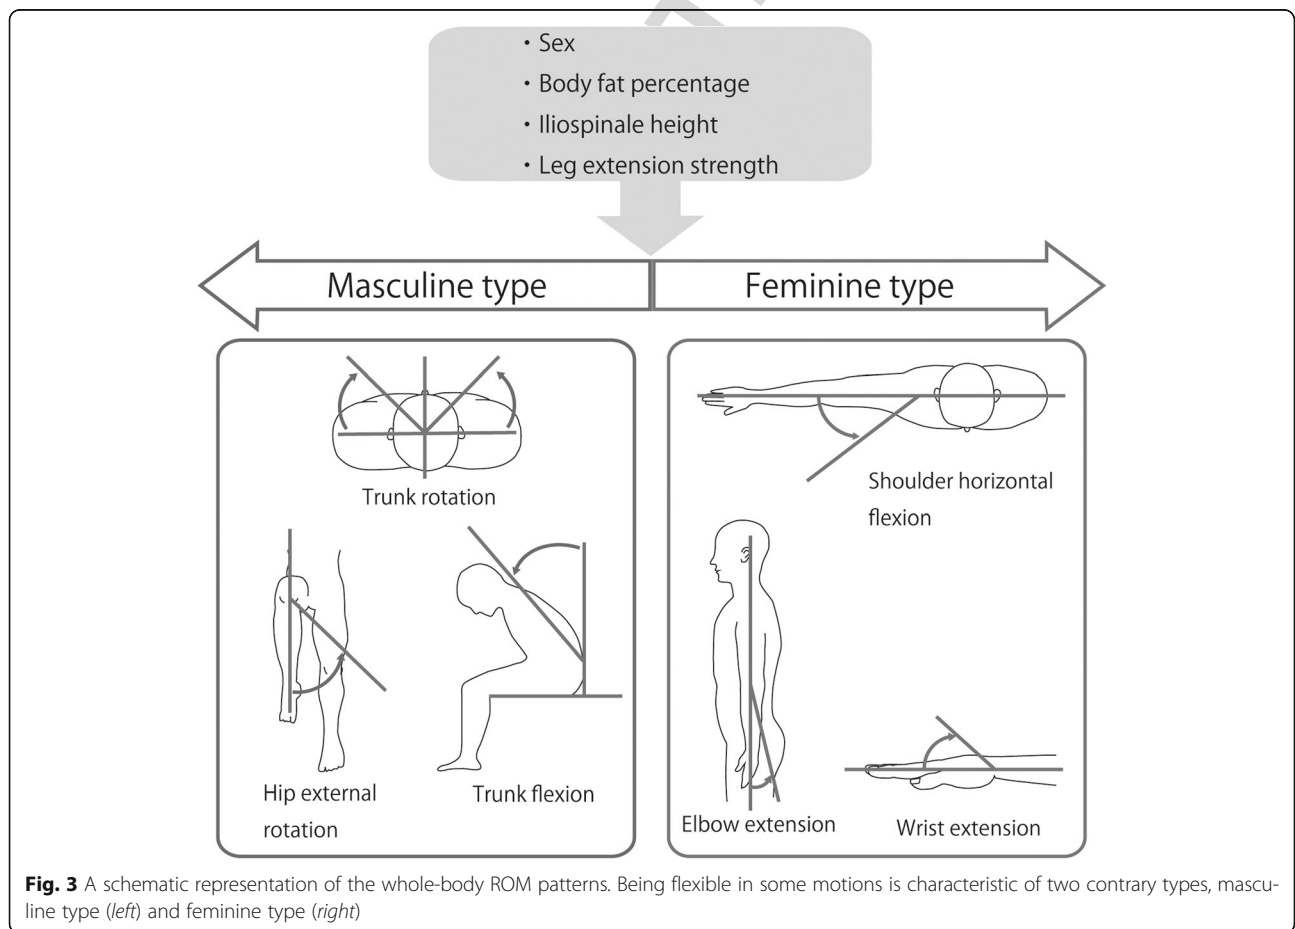 ・Sex
・Body fat percentage
・Iliospinale height
・Leg extension strength
Masculine type
Feminine type
Trunk rotation
Hip external
rotation
Trunk flexion
Shoulder horizontal
flexion
Elbow extension
Wrist extension
Fig. 3 A schematic representation of the whole-body ROM patterns. Being flexible in some motions is characteristic of two contrary types, mascu-
line type (left) and feminine type (right)